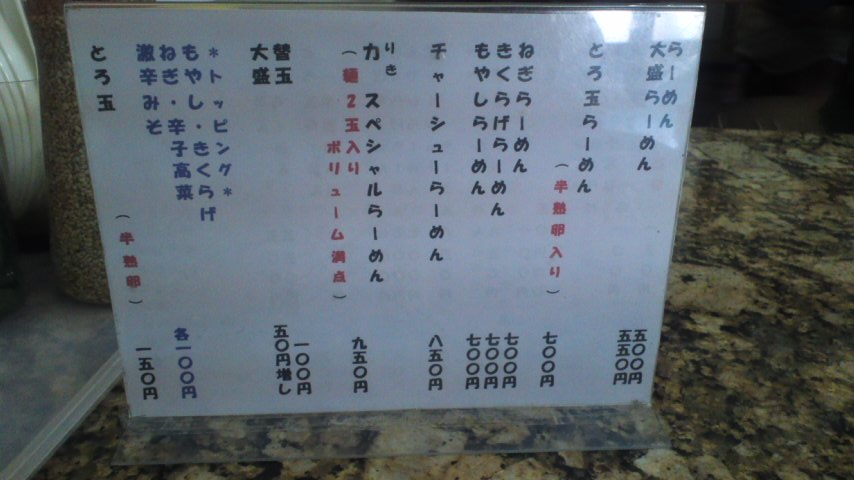 らーめん 五〇〇円
大盛らーめん 五五〇円
とろ玉らーめん 七〇〇円
(半熟卵入り)
ねぎらーめん 七〇〇円
きくらげらーめん 七〇〇円
もやしらーめん 七〇〇円
チャーシューらーめん 八五〇円
りき
力 スペシャルらーめん 九五〇円
(麺2玉入り
ボリューム満点)
替玉 一〇〇円
大盛 五〇円増し
*トッピング*
もやし・きくらげ
ねぎ・辛子高菜
激辛みそ
各一〇〇円
とろ玉 (半熟卵) 一五〇円